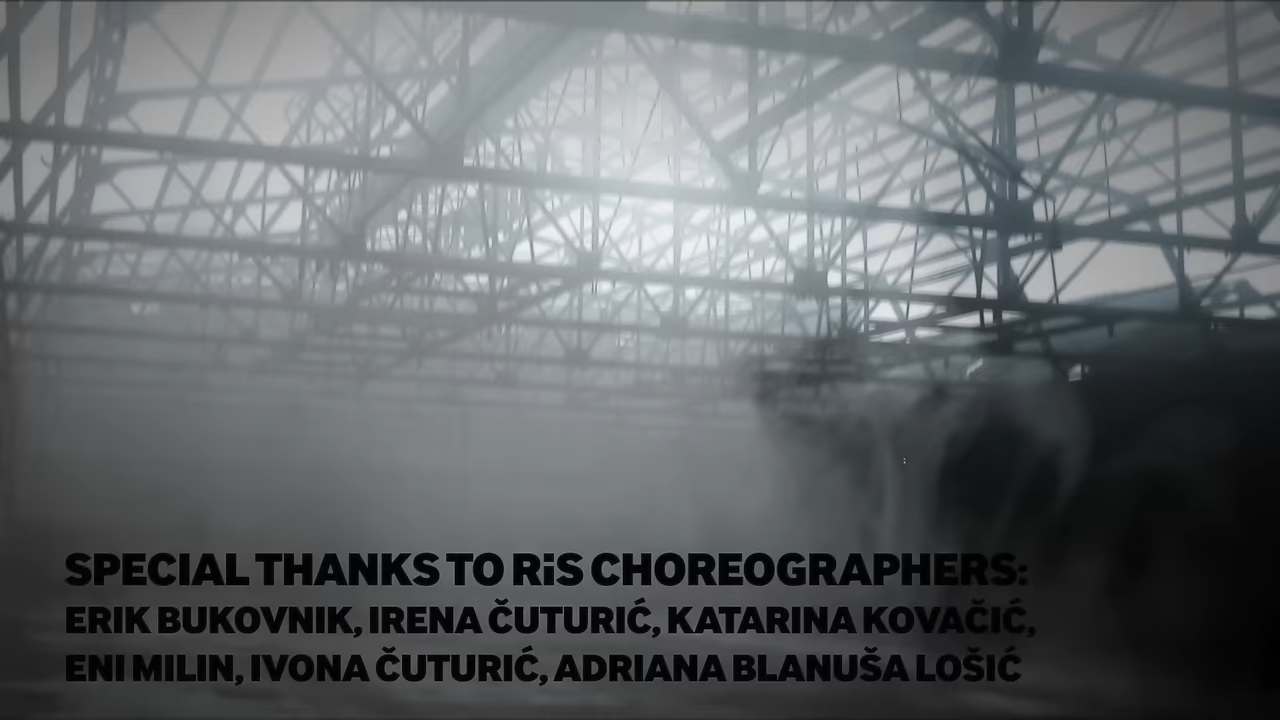 SPECIAL THANKS TO RiS CHOREOGRAPHERS:
ERIK BUKOVNIK, IRENA ČUTURIĆ, KATARINA KOVAČIĆ,
ENI MILIN, IVONA ČUTURIĆ, ADRIANA BLANUŠA LOŠIĆ